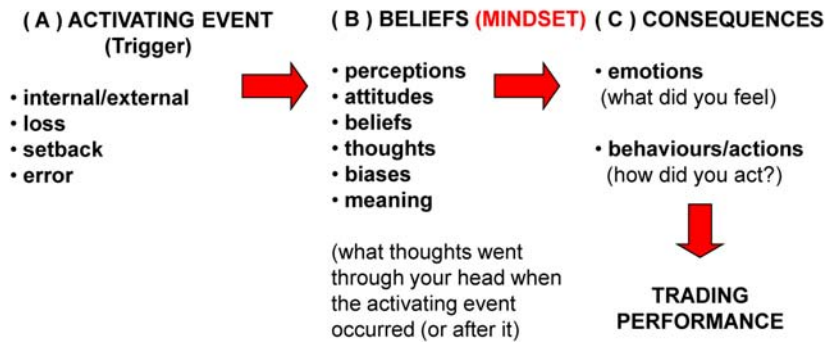 ( A ) ACTIVATING EVENT
(Trigger)
• internal/external
• loss
• setback
• error
( B ) BELIEFS (MINDSET)
• perceptions
• attitudes
• beliefs
• thoughts
• biases
• meaning
(what thoughts went
through your head when
the activating event
occurred (or after it)
( C ) CONSEQUENCES
• emotions
(what did you feel)
• behaviours/actions
(how did you act?)
TRADING
PERFORMANCE